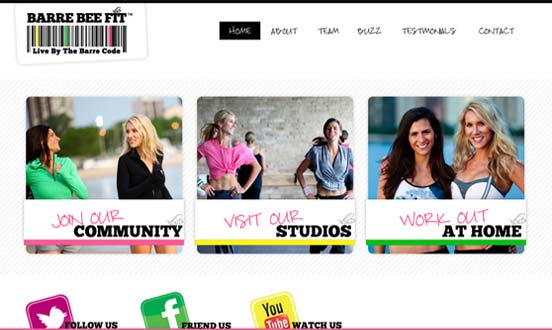 BARRE BEE FIT™
Live By The Barre Code
HOME ABOUT TEAM BUZZ TESTIMONIALS CONTACT
JOIN OUR
COMMUNITY
VISIT OUR
STUDIOS
WORK OUT
AT HOME
FOLLOW US
f FRIEND US
You
Tube
WATCH US